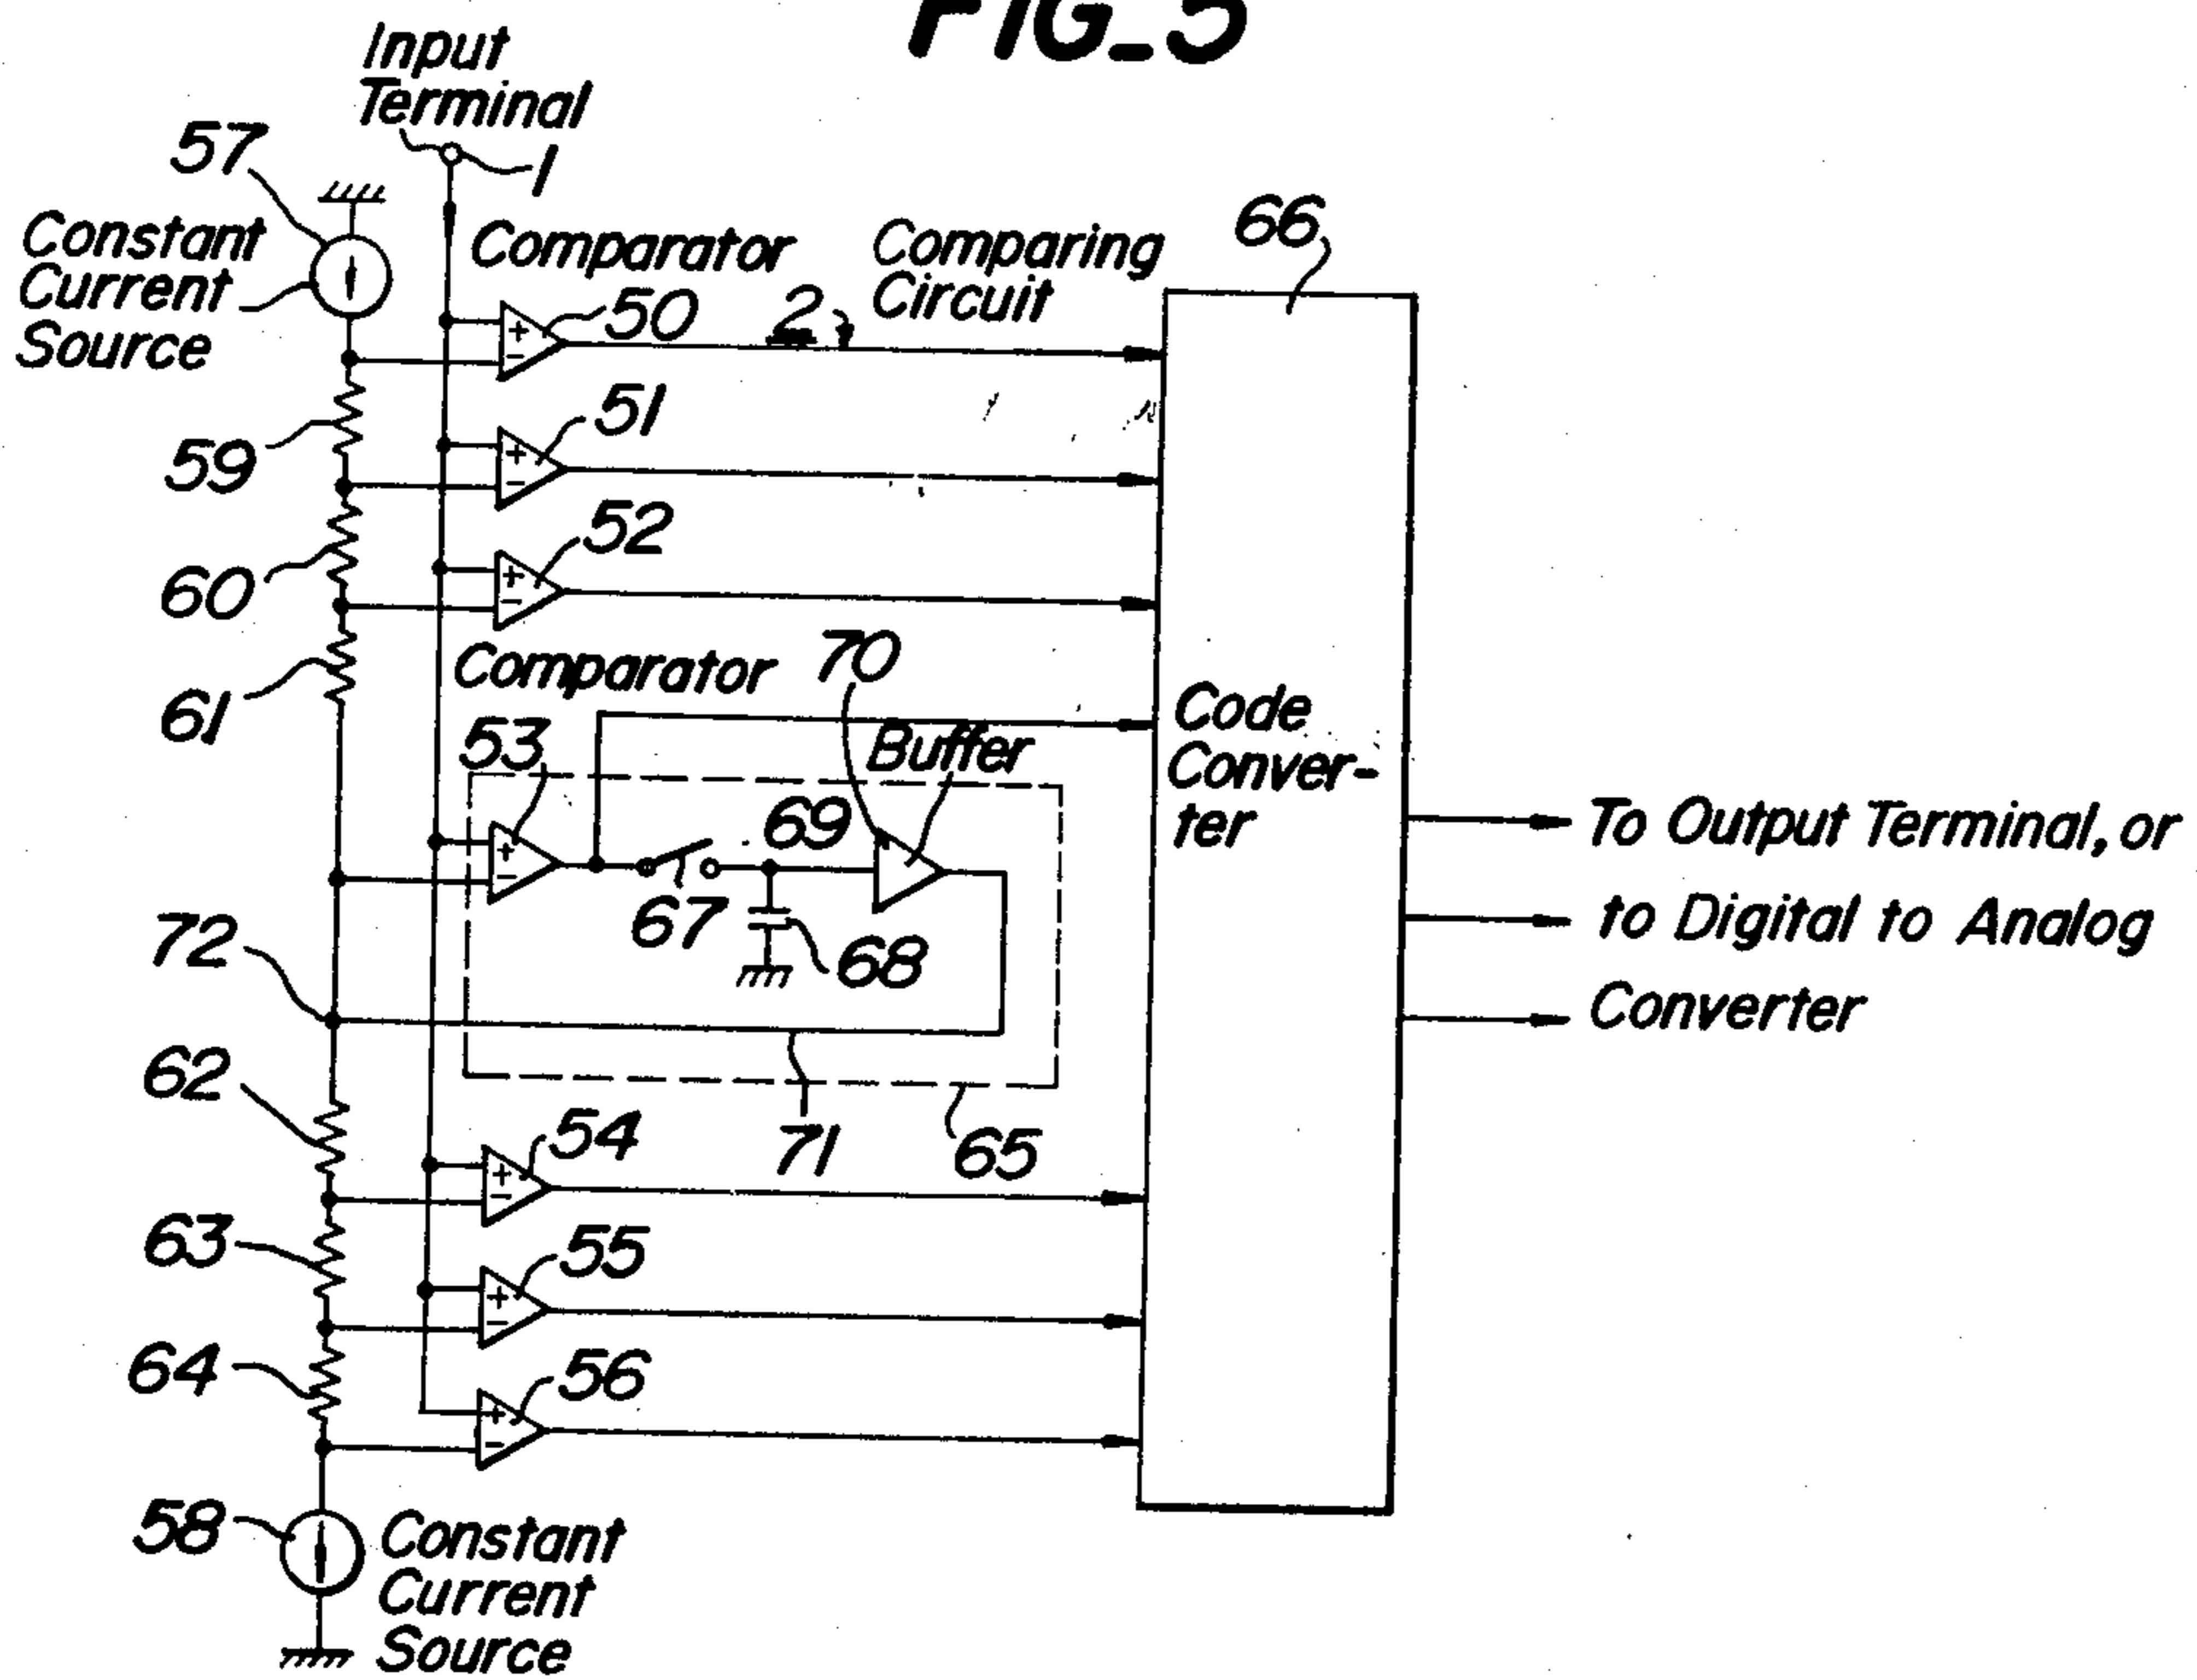 FIG_5
Input
Terminal
1
57
Constant
Current
Source
Comparator
50
2
Comparing
Circuit
66
51
59
52
60
61
Comparator
70
53
Buffer
Code
Conver-
ter
69
67
68
72
71
65
62
54
63
55
64
56
58
Constant
Current
Source
To Output Terminal, or
to Digital to Analog
Converter
+
-
+
-
+
-
+
-
+
-
+
-
+
-